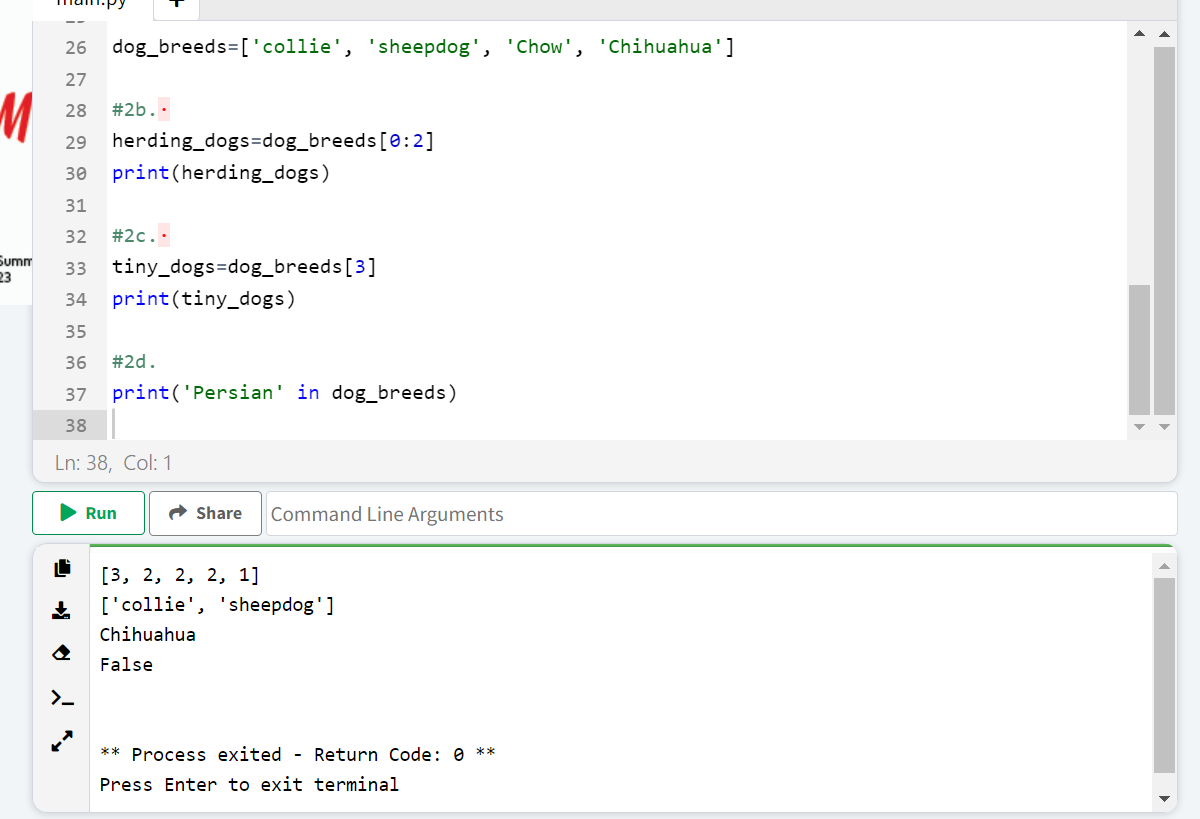 main.py +
26 dog_breeds=['collie', 'sheepdog', 'Chow', 'Chihuahua']
27
28 #2b.·
29 herding_dogs=dog_breeds[0:2]
30 print(herding_dogs)
31
32 #2c.·
33 tiny_dogs=dog_breeds[3]
34 print(tiny_dogs)
35
36 #2d.
37 print('Persian' in dog_breeds)
38
Ln: 38, Col: 1
M
Summ
23
Run Share Command Line Arguments
[3, 2, 2, 2, 1]
['collie', 'sheepdog']
Chihuahua
False
** Process exited - Return Code: 0 **
Press Enter to exit terminal